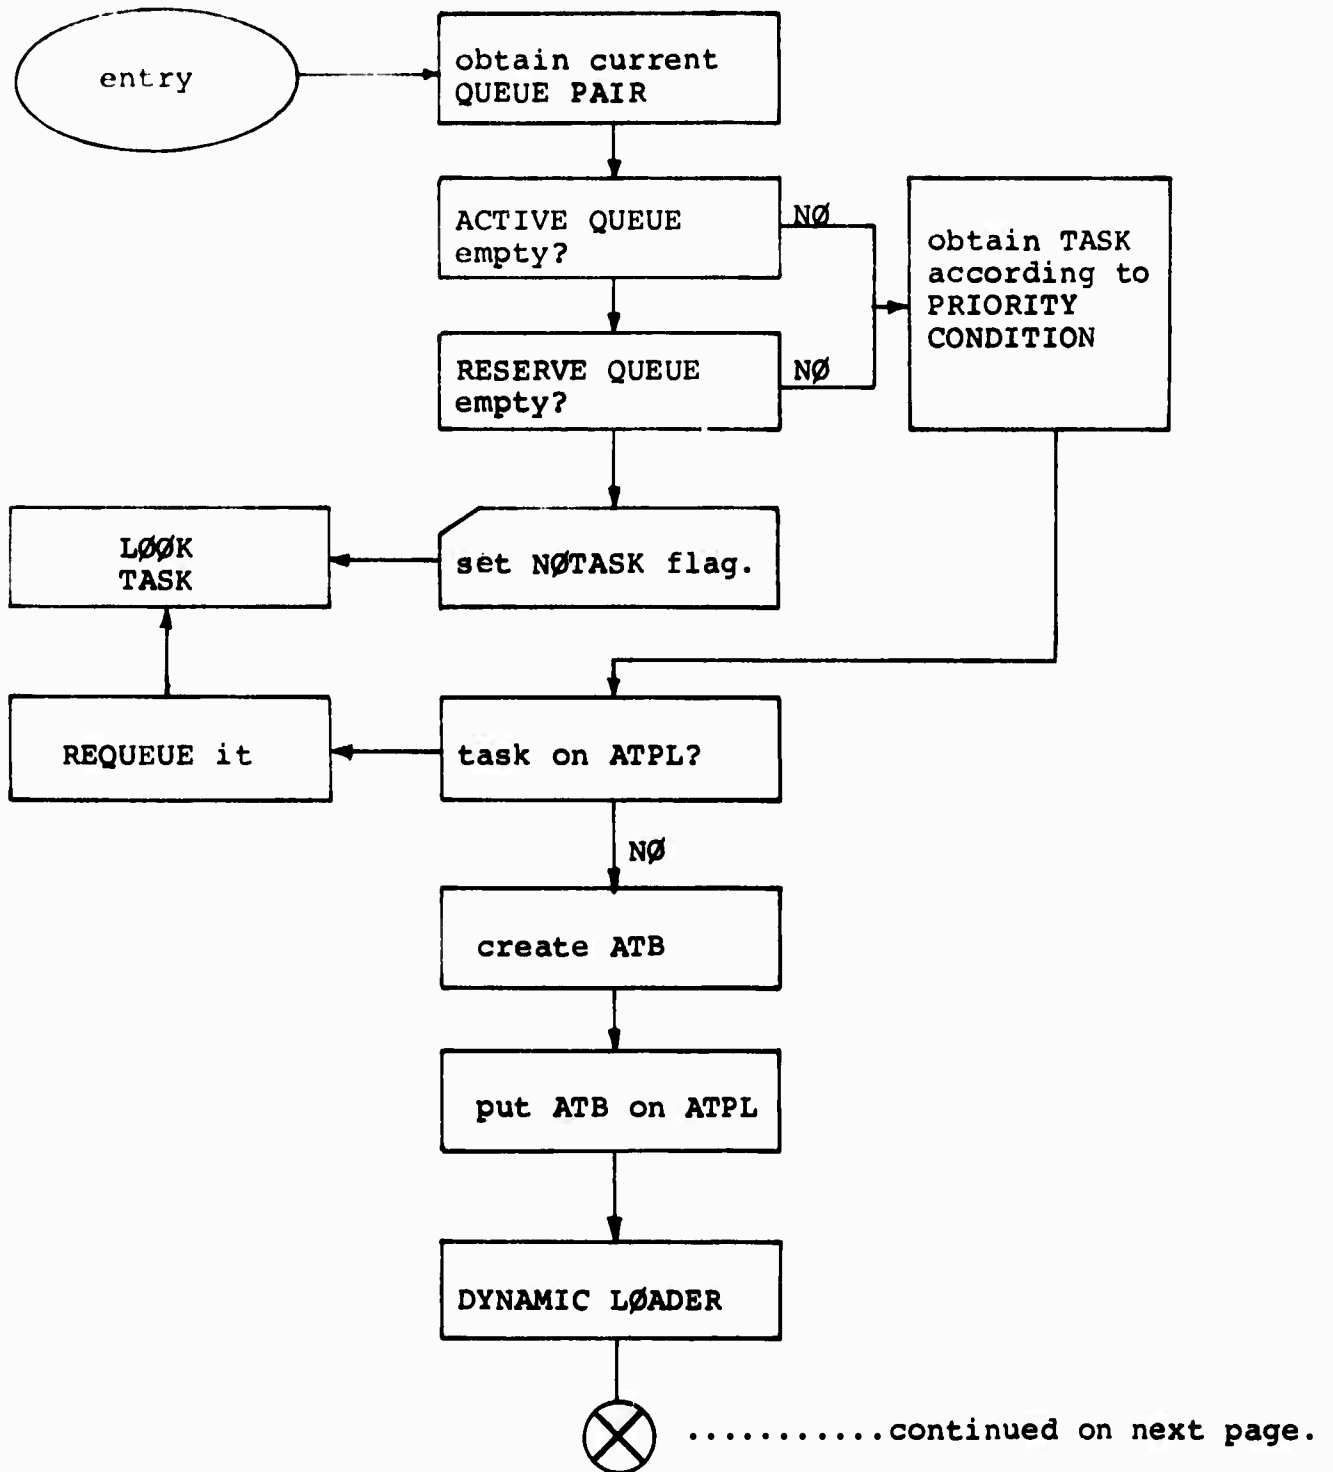 entry
obtain current
QUEUE PAIR
ACTIVE QUEUE
empty?
NØ
obtain TASK
according to
PRIORITY
CONDITION
RESERVE QUEUE
empty?
NØ
LØØK
TASK
set NØTASK flag.
REQUEUE it
task on ATPL?
NØ
create ATB
put ATB on ATPL
DYNAMIC LØADER
...........continued on next page.